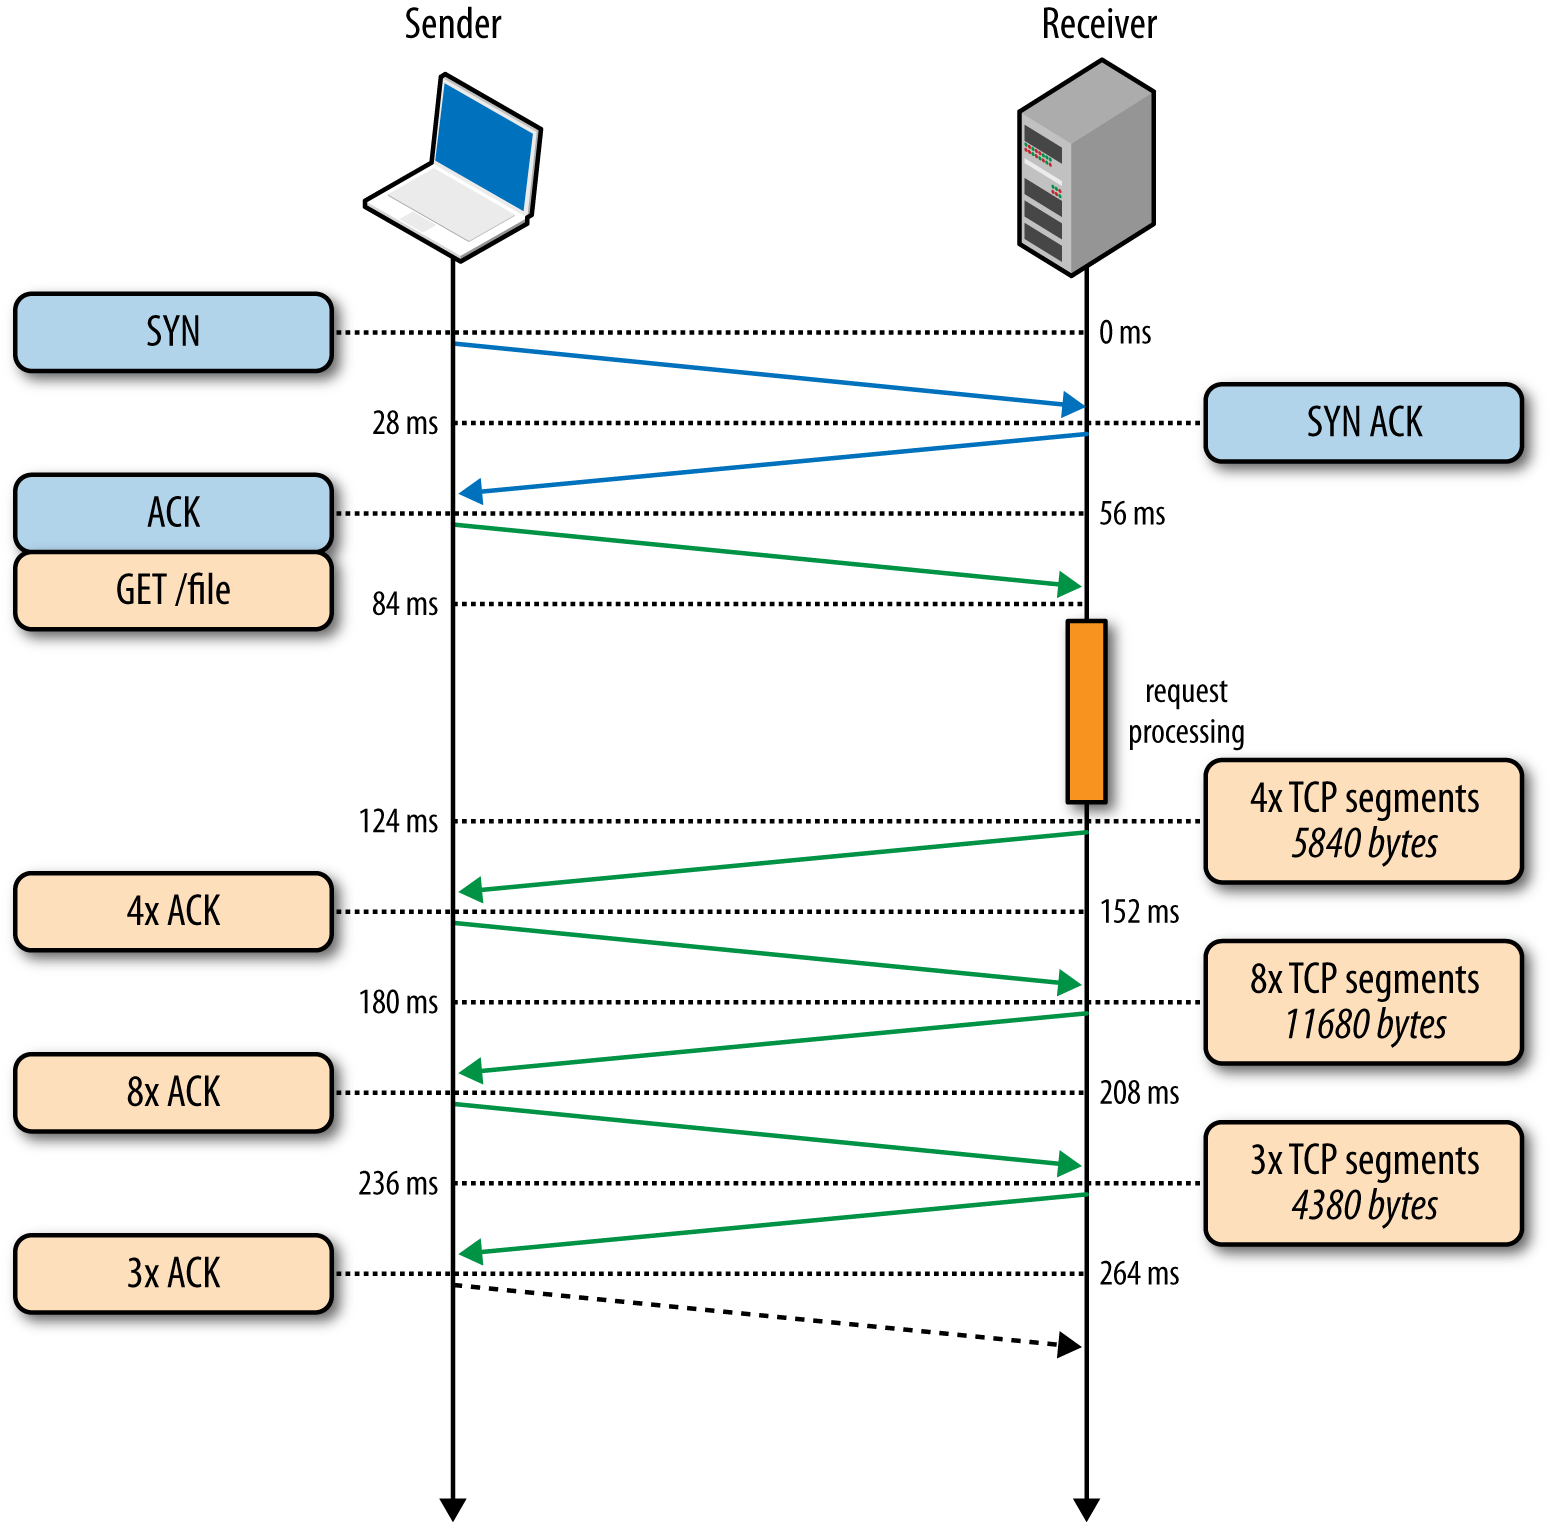 Sender
Receiver
SYN
0 ms
28 ms
SYN ACK
ACK
56 ms
GET /file
84 ms
request
processing
4x TCP segments
5840 bytes
124 ms
4x ACK
152 ms
8x TCP segments
11680 bytes
180 ms
8x ACK
208 ms
3x TCP segments
4380 bytes
236 ms
3x ACK
264 ms